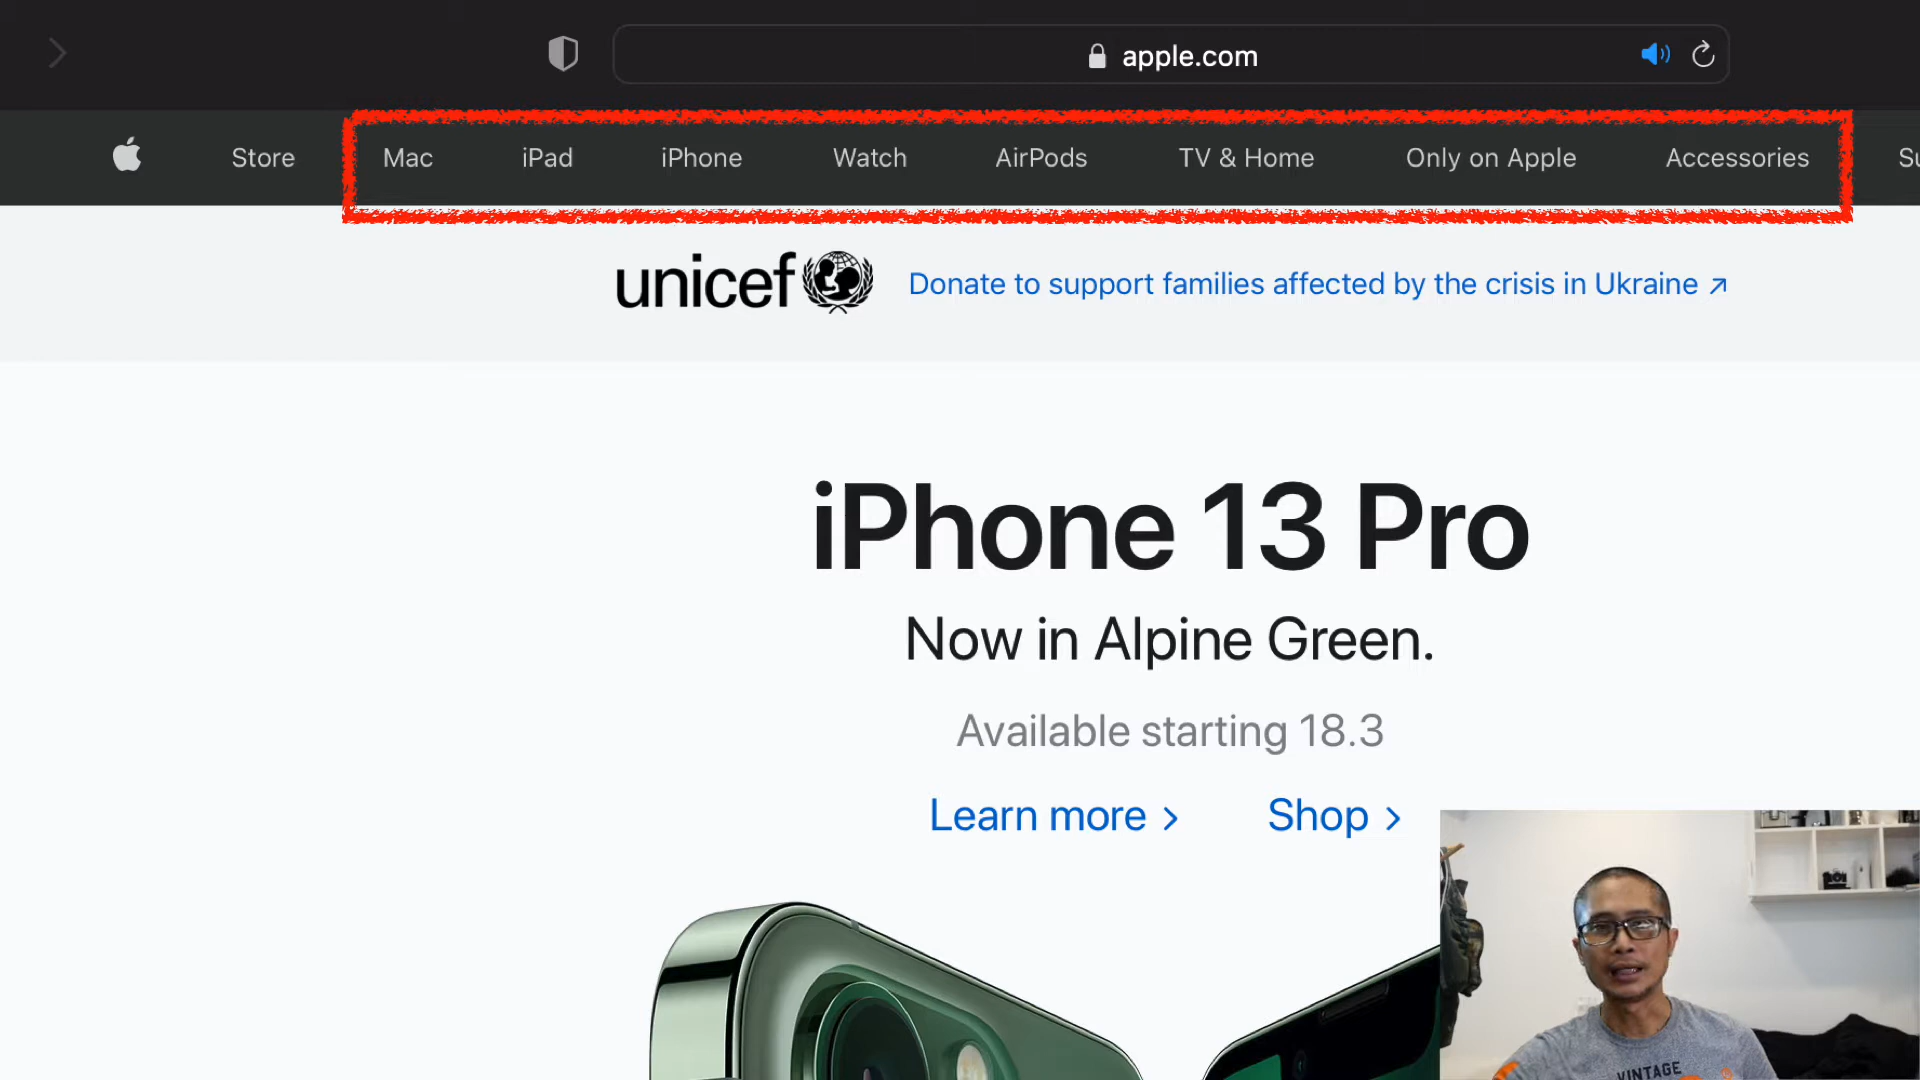 apple.com
Store Mac iPad iPhone Watch AirPods TV & Home Only on Apple Accessories Su
unicef Donate to support families affected by the crisis in Ukraine ↗
iPhone 13 Pro
Now in Alpine Green.
Available starting 18.3
Learn more > Shop >
VINTAGE